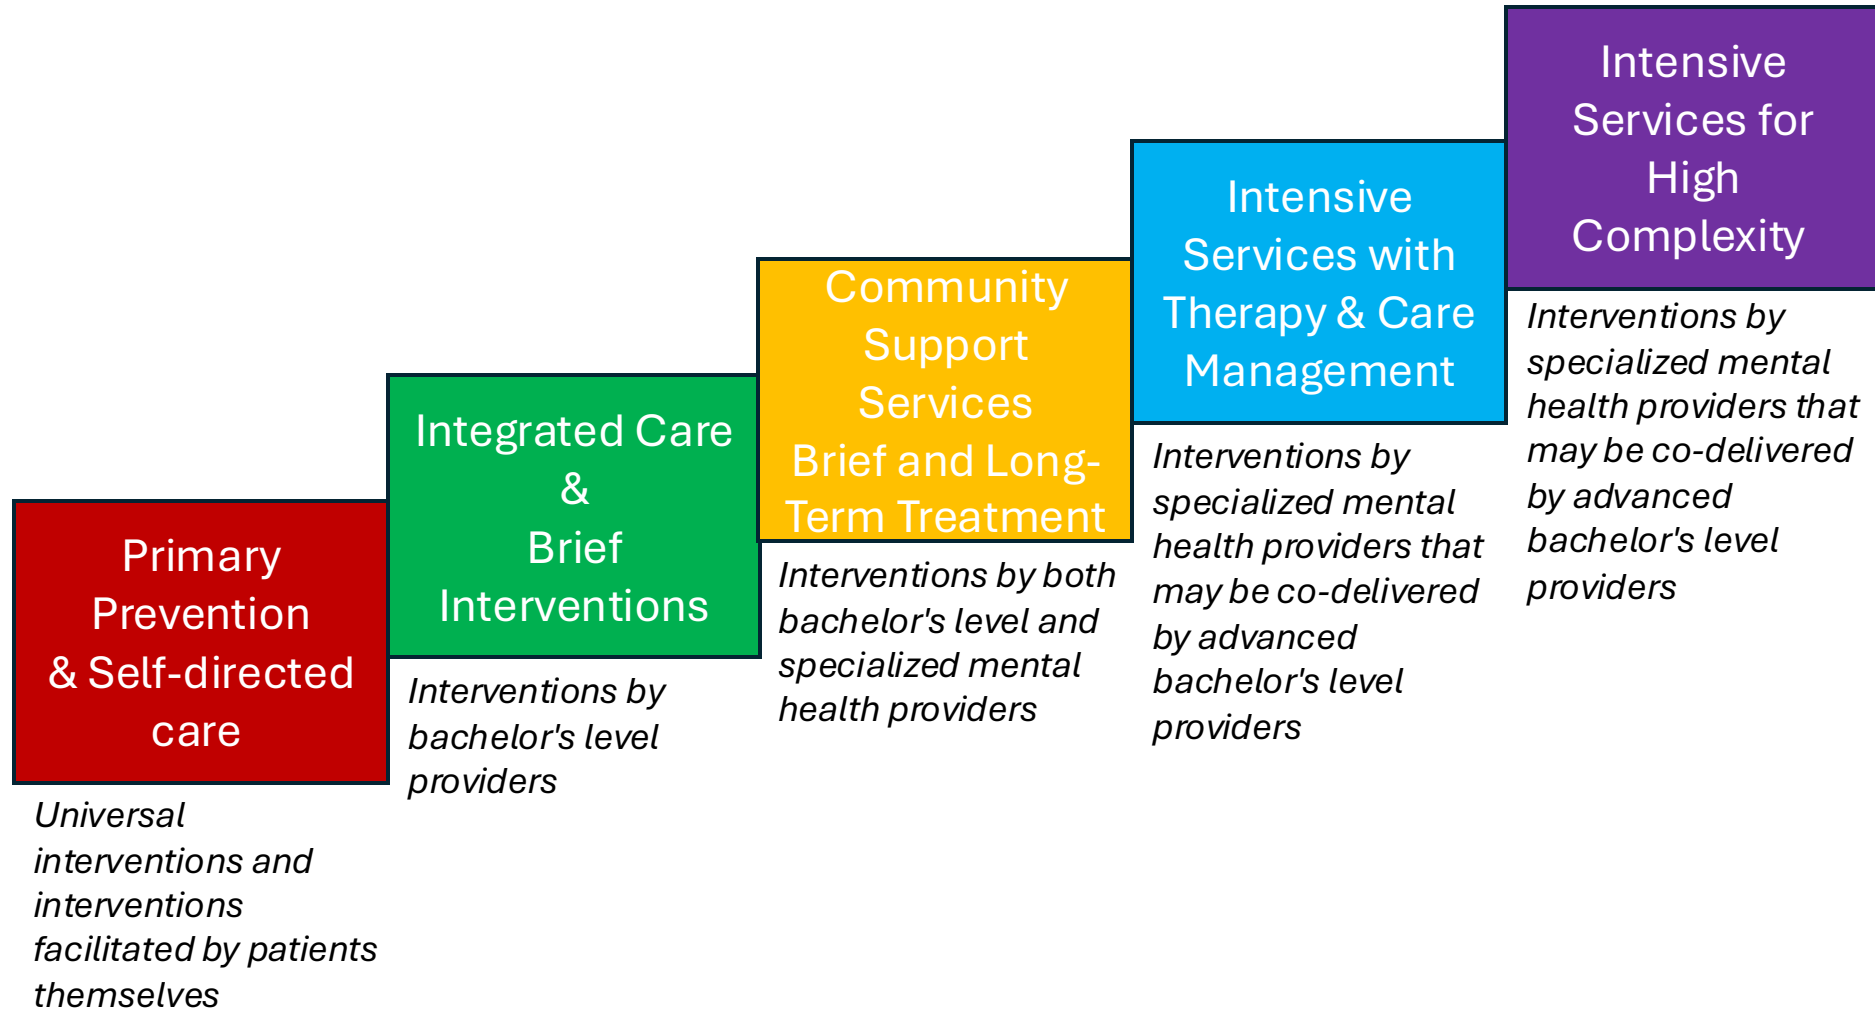 Primary
Prevention
& Self-directed
care
Universal
interventions and
interventions
facilitated by patients
themselves
Integrated Care
&
Brief
Interventions
Interventions by
bachelor's level
providers
Community
Support
Services
Brief and Long-
Term Treatment
Interventions by both
bachelor's level and
specialized mental
health providers
Intensive
Services with
Therapy & Care
Management
Interventions by
specialized mental
health providers that
may be co-delivered
by advanced
bachelor's level
providers
Intensive
Services for
High
Complexity
Interventions by
specialized mental
health providers that
may be co-delivered
by advanced
bachelor's level
providers